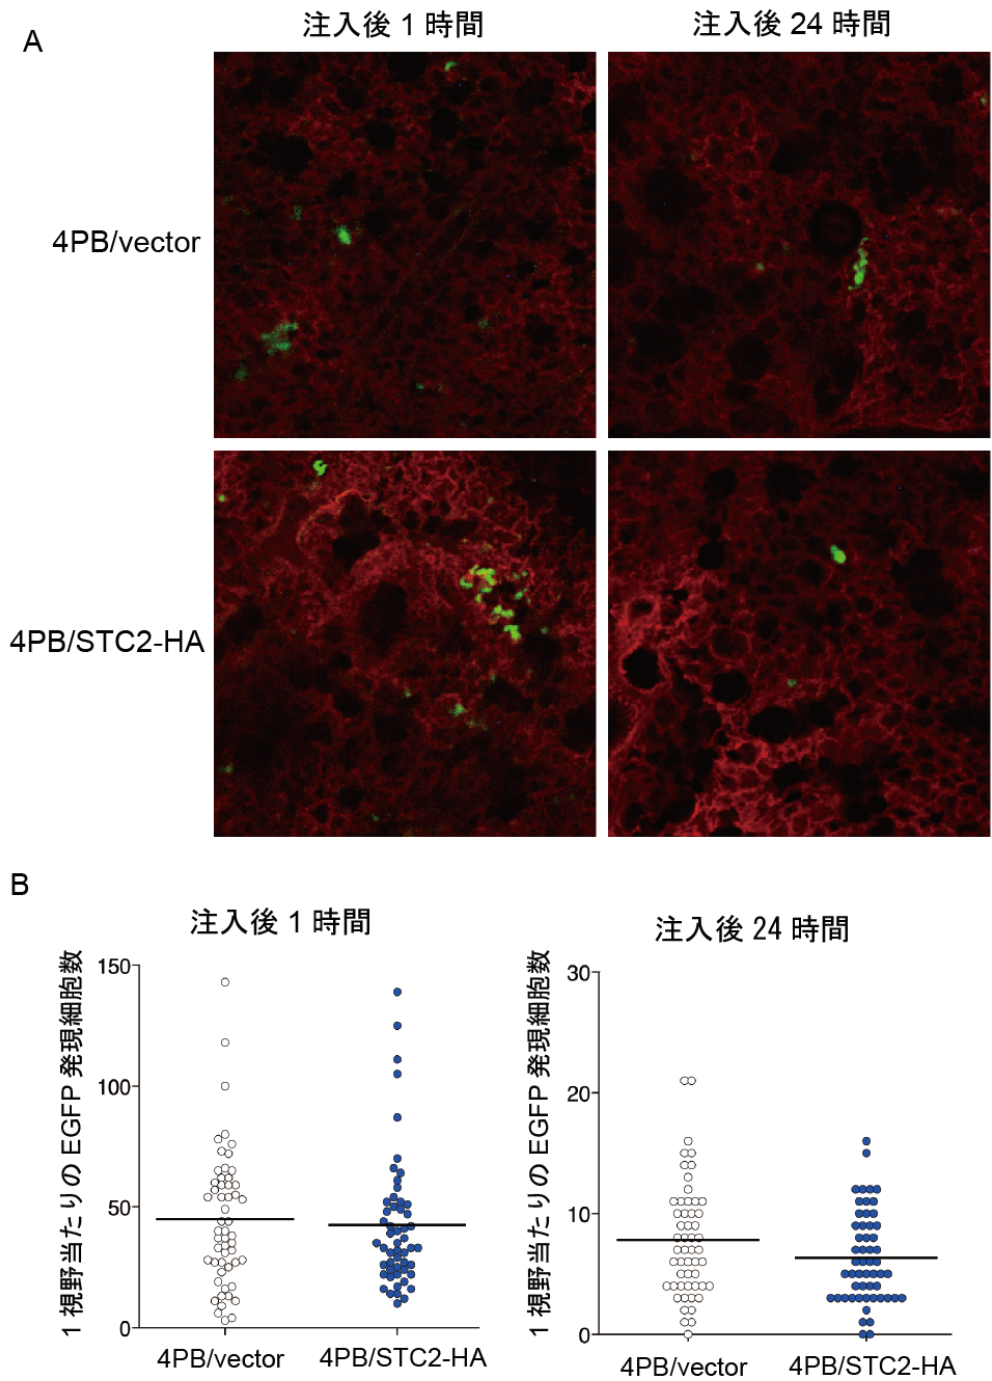 A
注入後 1 時間
注入後 24 時間
4PB/vector
4PB/STC2-HA
B
注入後 1 時間
1 視野当たりの EGFP 発現細胞数
150
100
50
0
4PB/vector
4PB/STC2-HA
注入後 24 時間
1 視野当たりの EGFP 発現細胞数
30
20
10
0
4PB/vector
4PB/STC2-HA